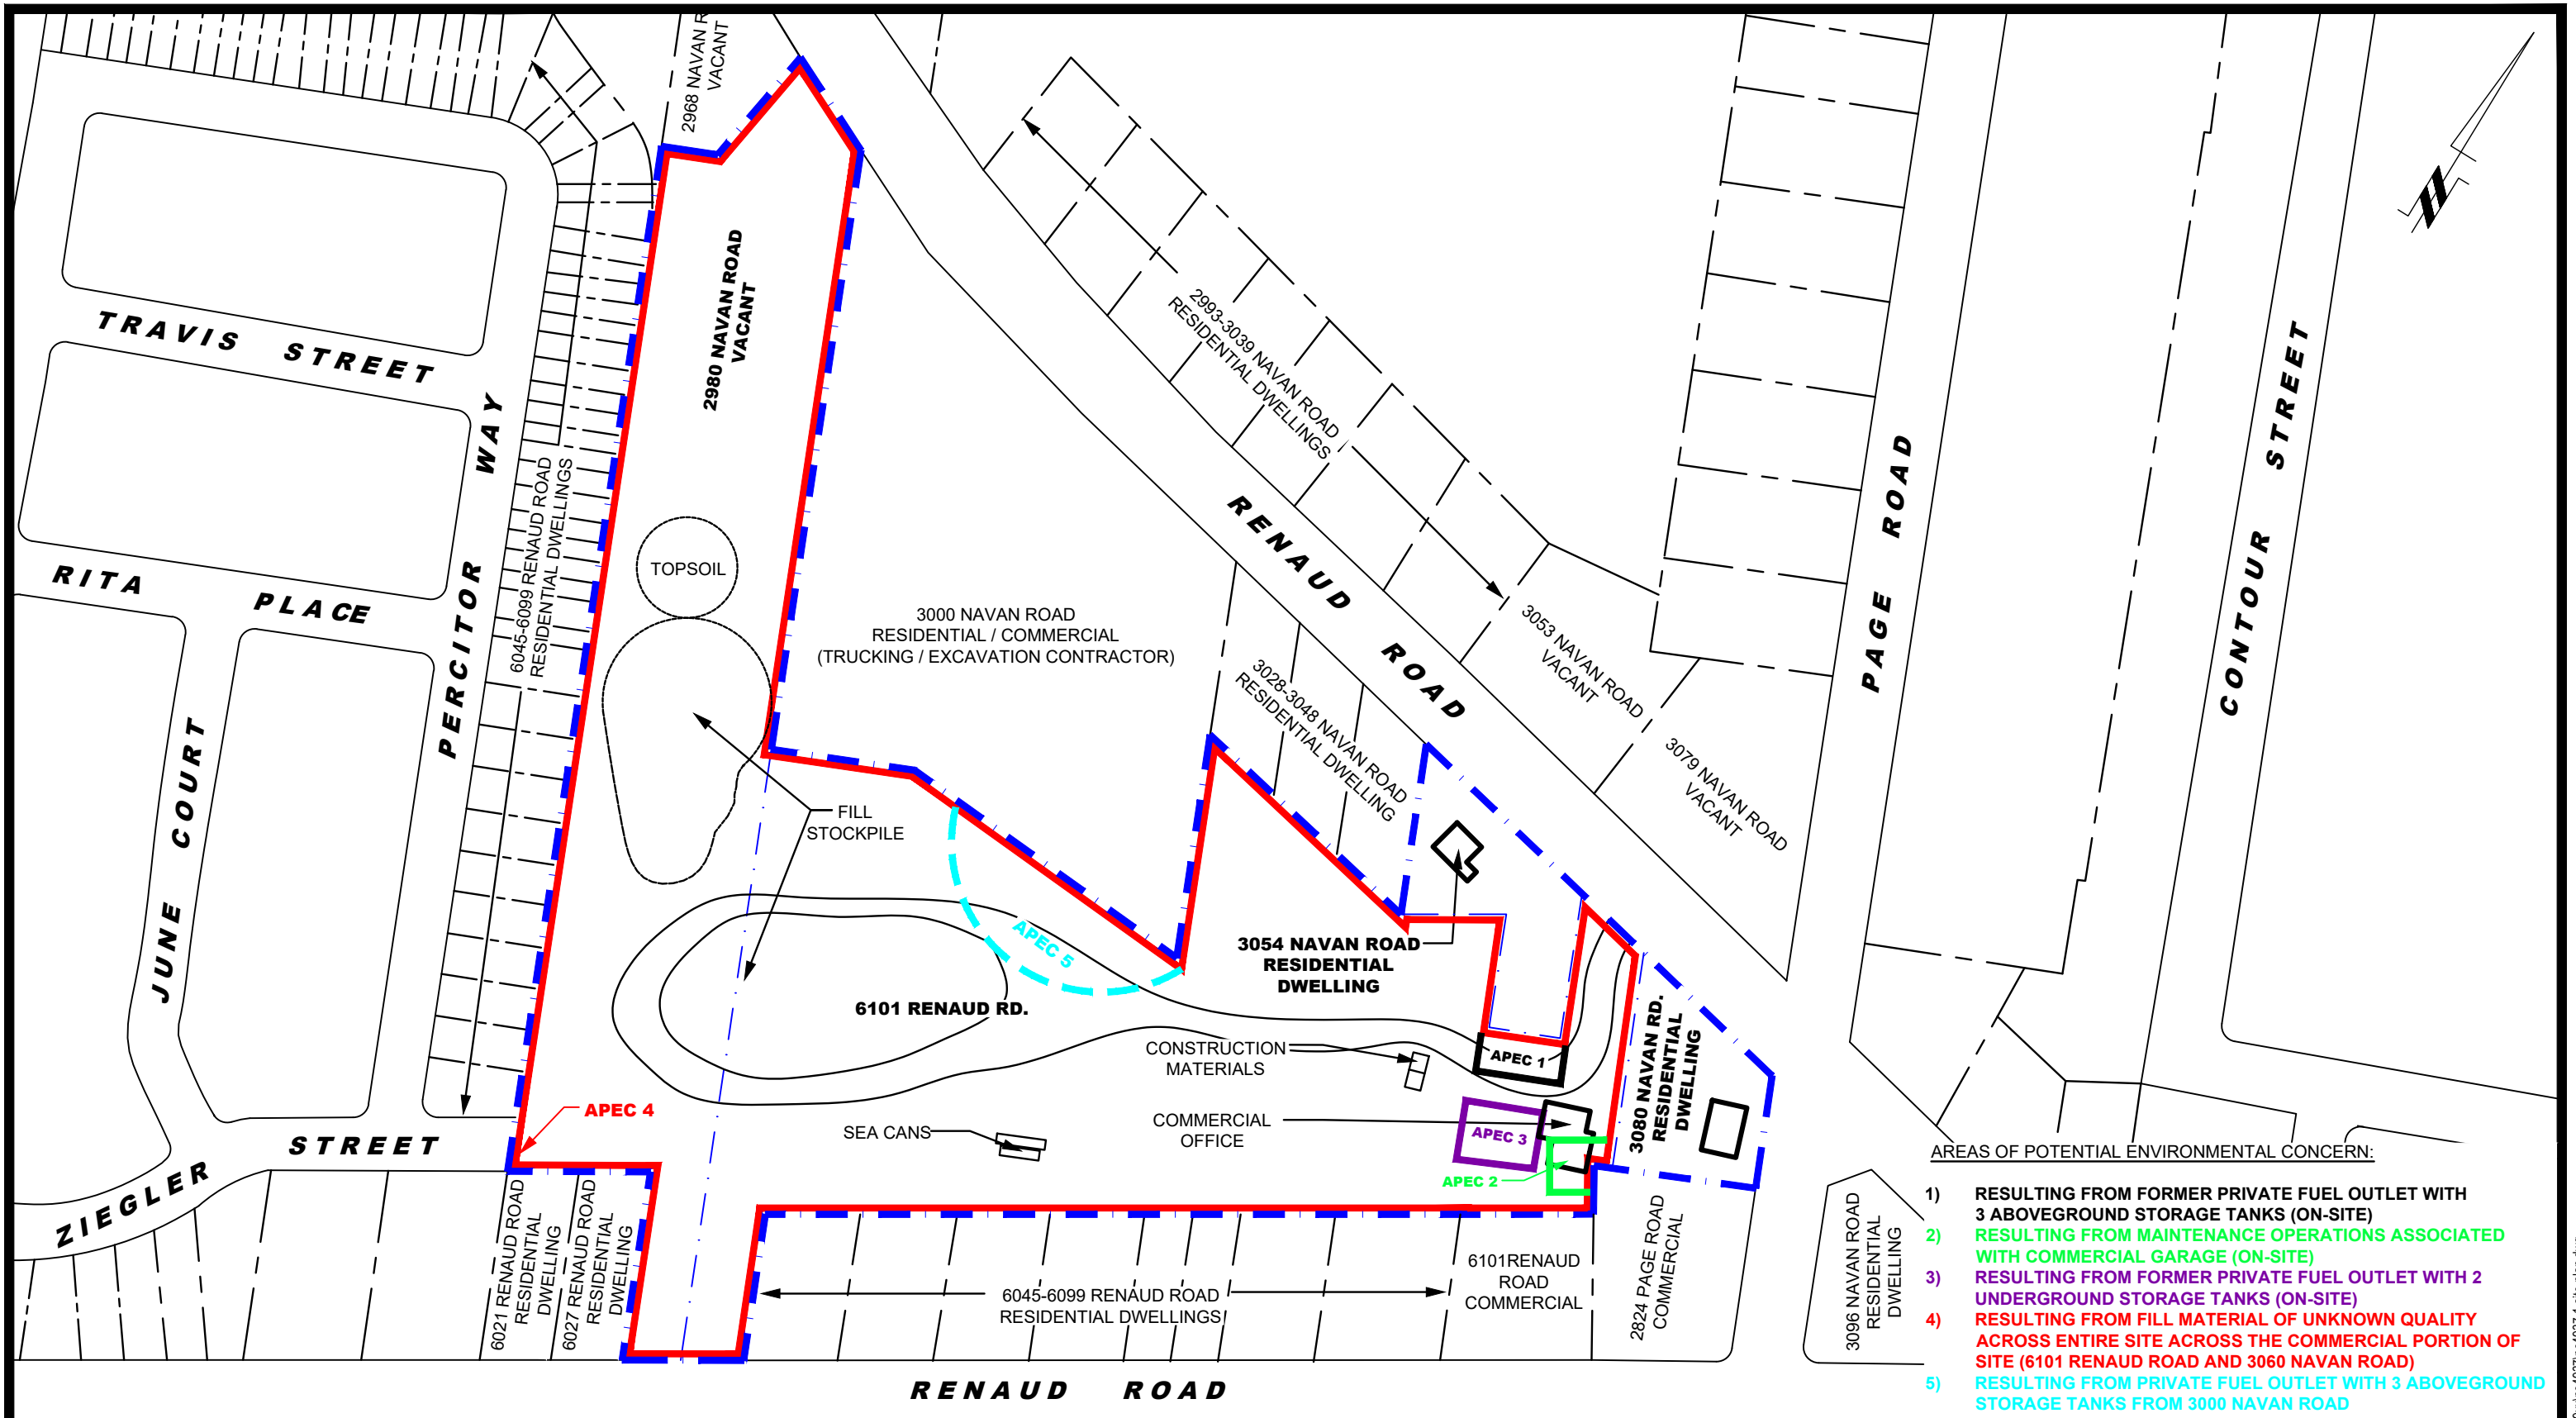 2968 NAVAN R
VACANT
2980 NAVAN ROAD
VACANT
TRAVIS STREET
RITA PLACE
PERCITOR WAY
JUNE COURT
ZIEGLER STREET
6045-6099 RENAUD ROAD
RESIDENTIAL DWELLINGS
TOPSOIL
FILL
STOCKPILE
3000 NAVAN ROAD
RESIDENTIAL / COMMERCIAL
(TRUCKING / EXCAVATION CONTRACTOR)
2993-3039 NAVAN ROAD
RESIDENTIAL DWELLINGS
RENAUD ROAD
3028-3048 NAVAN ROAD
RESIDENTIAL DWELLING
3053 NAVAN ROAD
VACANT
3079 NAVAN ROAD
VACANT
PAGE ROAD
CONTOUR STREET
APEC 5
6101 RENAUD RD.
3054 NAVAN ROAD
RESIDENTIAL
DWELLING
3080 NAVAN RD.
RESIDENTIAL
DWELLING
APEC 1
CONSTRUCTION
MATERIALS
COMMERCIAL
OFFICE
SEA CANS
APEC 3
APEC 2
APEC 4
6021 RENAUD ROAD
RESIDENTIAL
DWELLING
6027 RENAUD ROAD
RESIDENTIAL
DWELLING
6045-6099 RENAUD ROAD
RESIDENTIAL DWELLINGS
6101RENAUD
ROAD
COMMERCIAL
2824 PAGE ROAD
COMMERCIAL
3096 NAVAN ROAD
RESIDENTIAL
DWELLING
RENAUD ROAD
AREAS OF POTENTIAL ENVIRONMENTAL CONCERN:
1) RESULTING FROM FORMER PRIVATE FUEL OUTLET WITH
3 ABOVEGROUND STORAGE TANKS (ON-SITE)
2) RESULTING FROM MAINTENANCE OPERATIONS ASSOCIATED
WITH COMMERCIAL GARAGE (ON-SITE)
3) RESULTING FROM FORMER PRIVATE FUEL OUTLET WITH 2
UNDERGROUND STORAGE TANKS (ON-SITE)
4) RESULTING FROM FILL MATERIAL OF UNKNOWN QUALITY
ACROSS ENTIRE SITE ACROSS THE COMMERCIAL PORTION OF
SITE (6101 RENAUD ROAD AND 3060 NAVAN ROAD)
5) RESULTING FROM PRIVATE FUEL OUTLET WITH 3 ABOVEGROUND
STORAGE TANKS FROM 3000 NAVAN ROAD